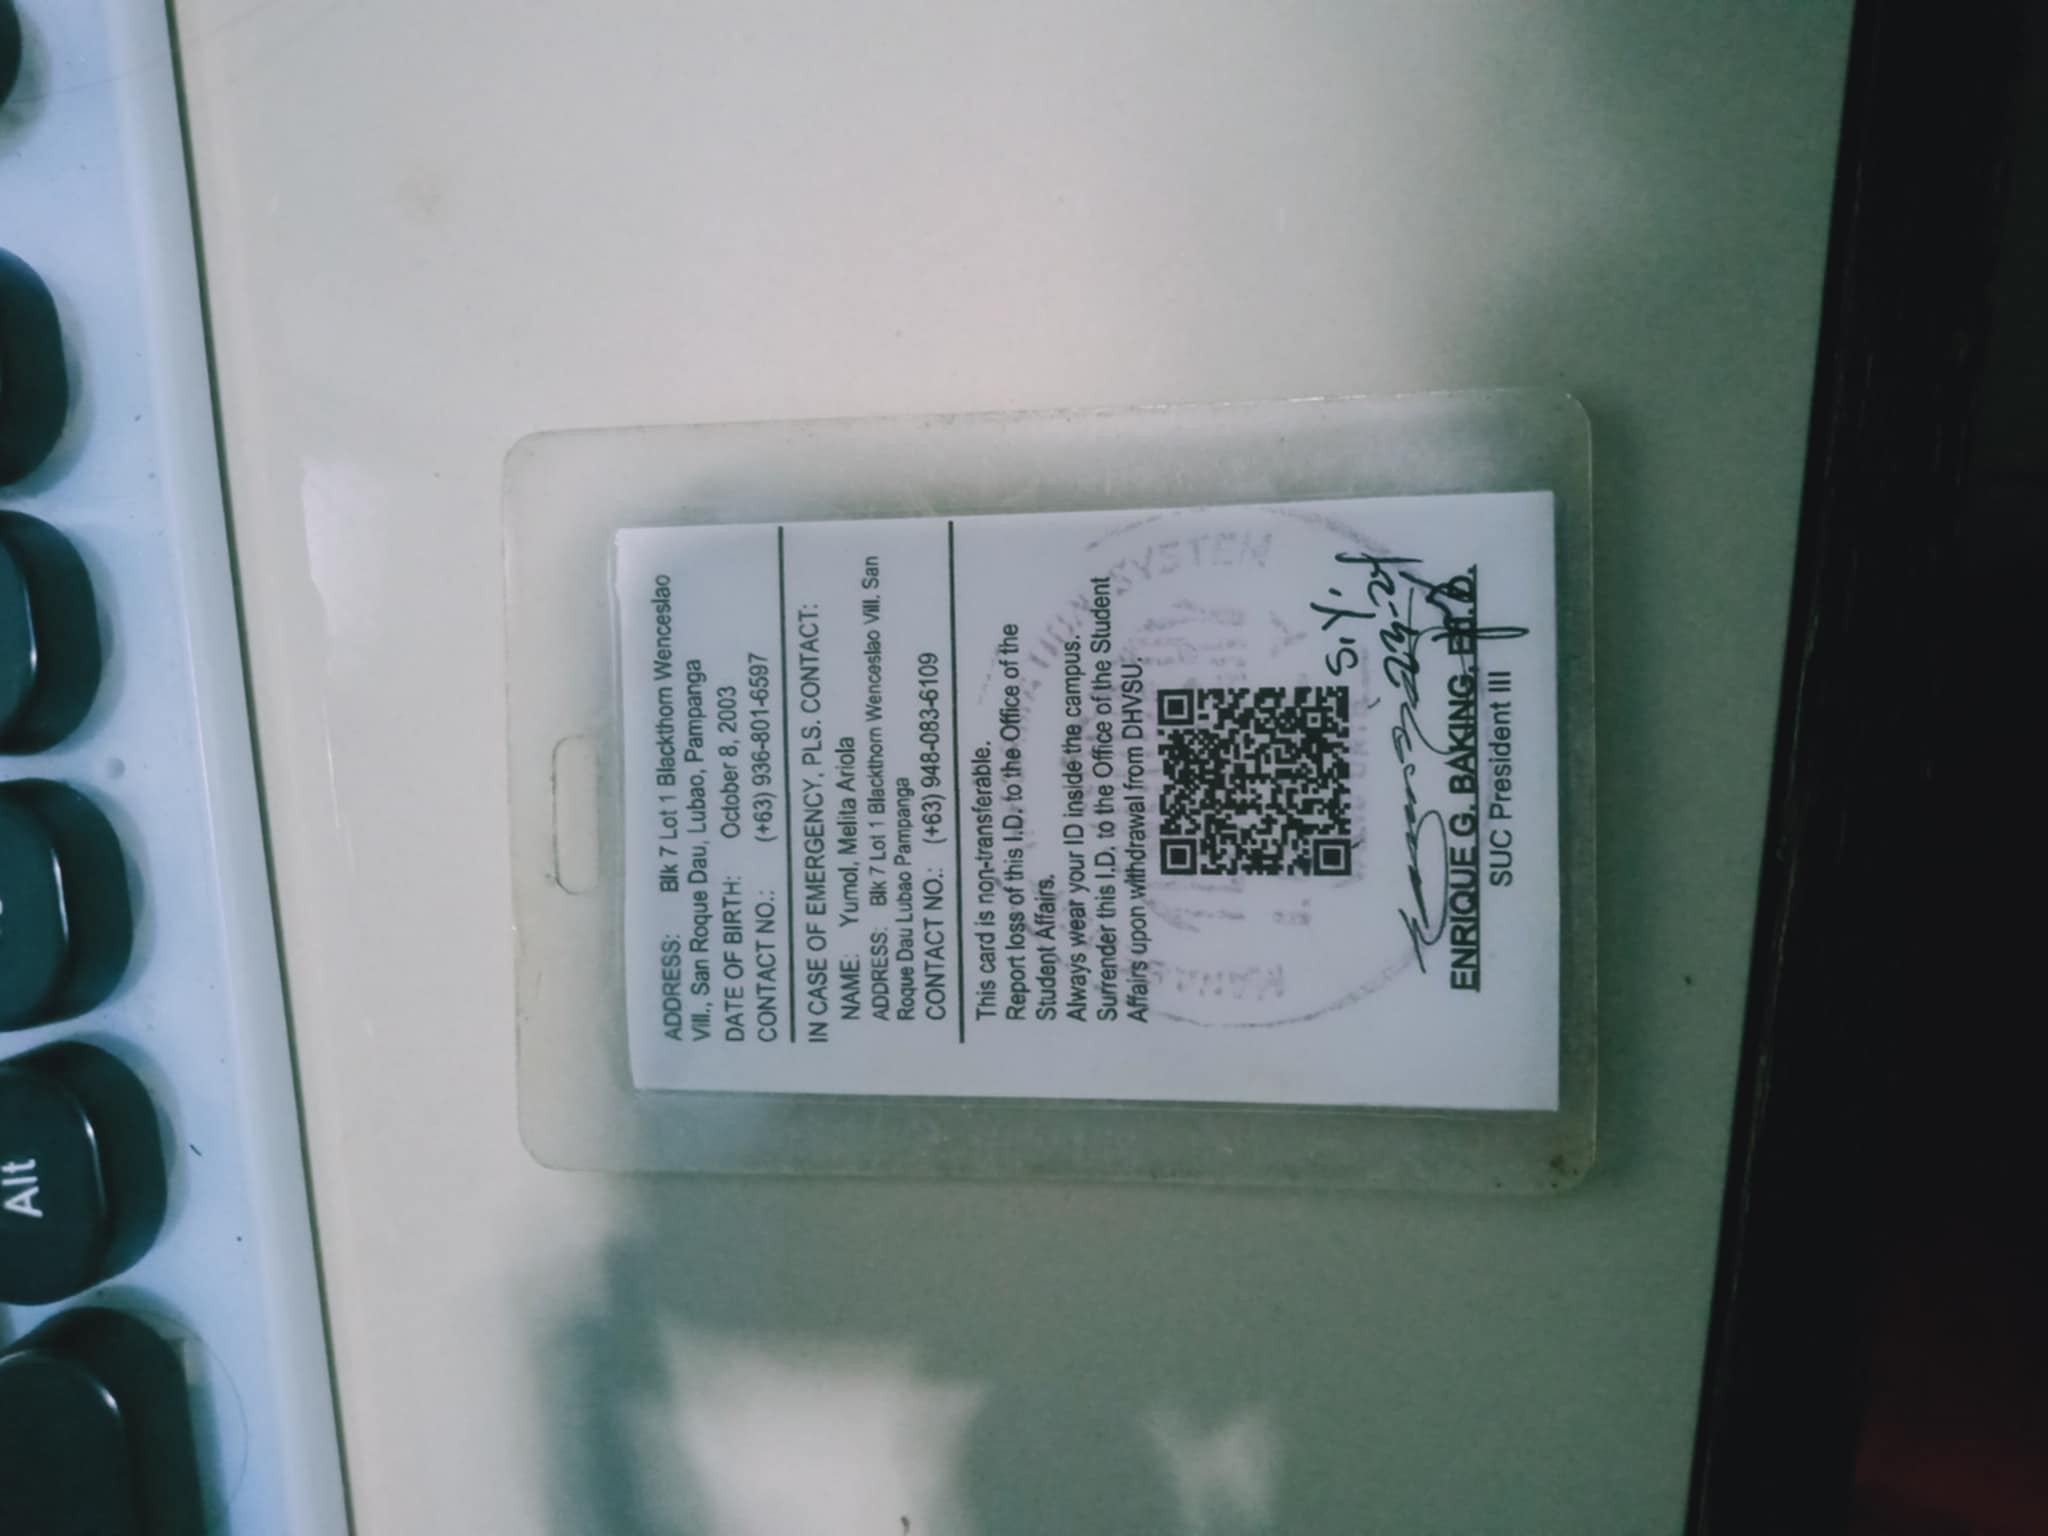 ADDRESS: Blk 7 Lot 1 Blackthorn Wenceslao
Vill., San Roque Dau, Lubao, Pampanga
DATE OF BIRTH: October 8, 2003
CONTACT NO.: (+63) 936-801-6597
IN CASE OF EMERGENCY, PLS. CONTACT:
NAME: Yumol, Melita Ariola
ADDRESS: Blk 7 Lot 1 Blackthorn Wenceslao Vill. San
Roque Dau Lubao Pampanga
CONTACT NO.: (+63) 948-083-6109
This card is non-transferable.
Report loss of this I.D. to the Office of the
Student Affairs.
Always wear your ID inside the campus.
Surrender this I.D. to the Office of the Student
Affairs upon withdrawal from DHVSU.
SYSTEM
S.Y.
23-24
ENRIQUE G. BAKING, Ed.D.
SUC President III
Alt